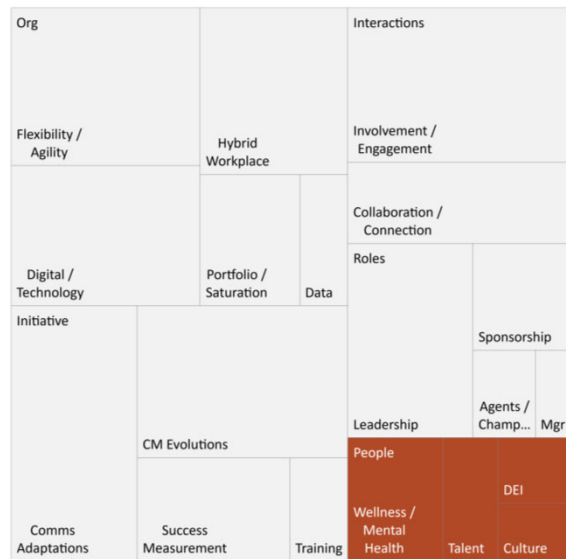 Org
Flexibility /
Agility
Hybrid
Workplace
Digital /
Technology
Portfolio /
Saturation
Data
Interactions
Involvement /
Engagement
Collaboration /
Connection
Initiative
Comms
Adaptations
CM Evolutions
Success
Measurement
Training
Roles
Leadership
Sponsorship
Agents /
Champ...
Mgr
People
Wellness /
Mental
Health
Talent
DEI
Culture